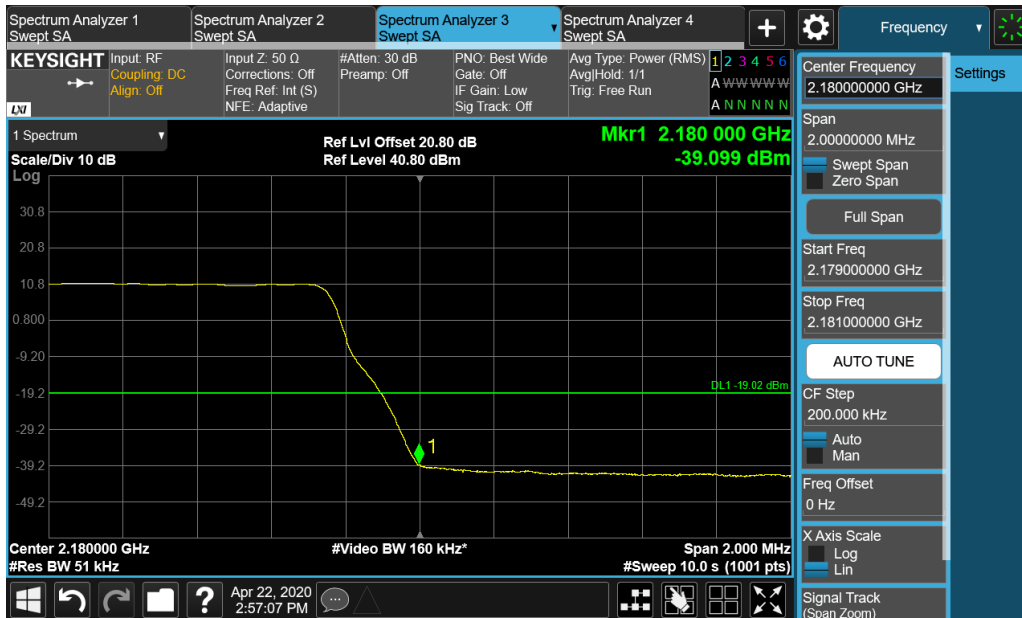 Spectrum Analyzer 1
Swept SA
Spectrum Analyzer 2
Swept SA
Spectrum Analyzer 3
Swept SA
Spectrum Analyzer 4
Swept SA
+
Frequency
KEYSIGHT
LXI
Input: RF
Coupling: DC
Align: Off
Input Z: 50 Ω
Corrections: Off
Freq Ref: Int (S)
NFE: Adaptive
#Atten: 30 dB
Preamp: Off
PNO: Best Wide
Gate: Off
IF Gain: Low
Sig Track: Off
Avg Type: Power (RMS)
Avg|Hold: 1/1
Trig: Free Run
1 2 3 4 5 6
A W W W W W
A N N N N N
1 Spectrum
Scale/Div 10 dB
Log
Ref Lvl Offset 20.80 dB
Ref Level 40.80 dBm
Mkr1 2.180 000 GHz
-39.099 dBm
30.8
20.8
10.8
0.800
-9.20
-19.2
-29.2
-39.2
-49.2
DL1 -19.02 dBm
1
Center 2.180000 GHz
#Res BW 51 kHz
#Video BW 160 kHz*
Span 2.000 MHz
#Sweep 10.0 s (1001 pts)
?
Apr 22, 2020
2:57:07 PM
Center Frequency
2.180000000 GHz
Span
2.00000000 MHz
Swept Span
Zero Span
Full Span
Start Freq
2.179000000 GHz
Stop Freq
2.181000000 GHz
AUTO TUNE
CF Step
200.000 kHz
Auto
Man
Freq Offset
0 Hz
X Axis Scale
Log
Lin
Signal Track
(Span Zoom)
Settings